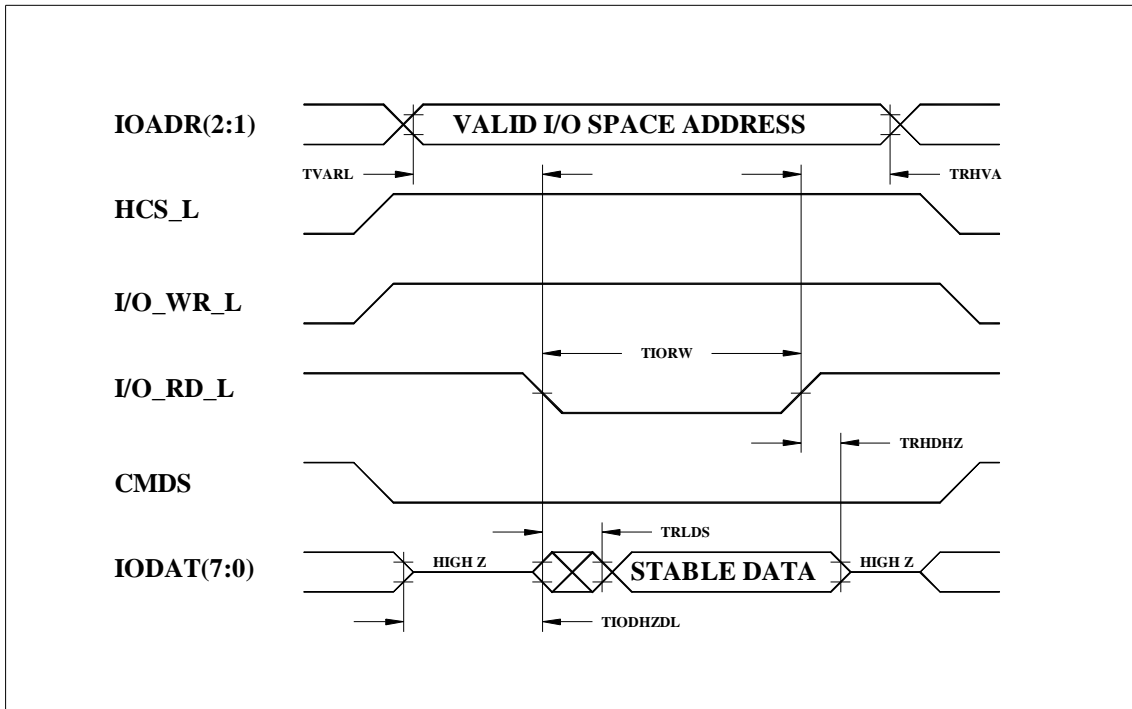 IOADR(2:1)
VALID I/O SPACE ADDRESS
TVARL
TRHVA
HCS_L
I/O_WR_L
TIORW
I/O_RD_L
TRHDHZ
CMDS
TRLDS
IODAT(7:0)
HIGH Z
STABLE DATA
HIGH Z
TIODHZDL